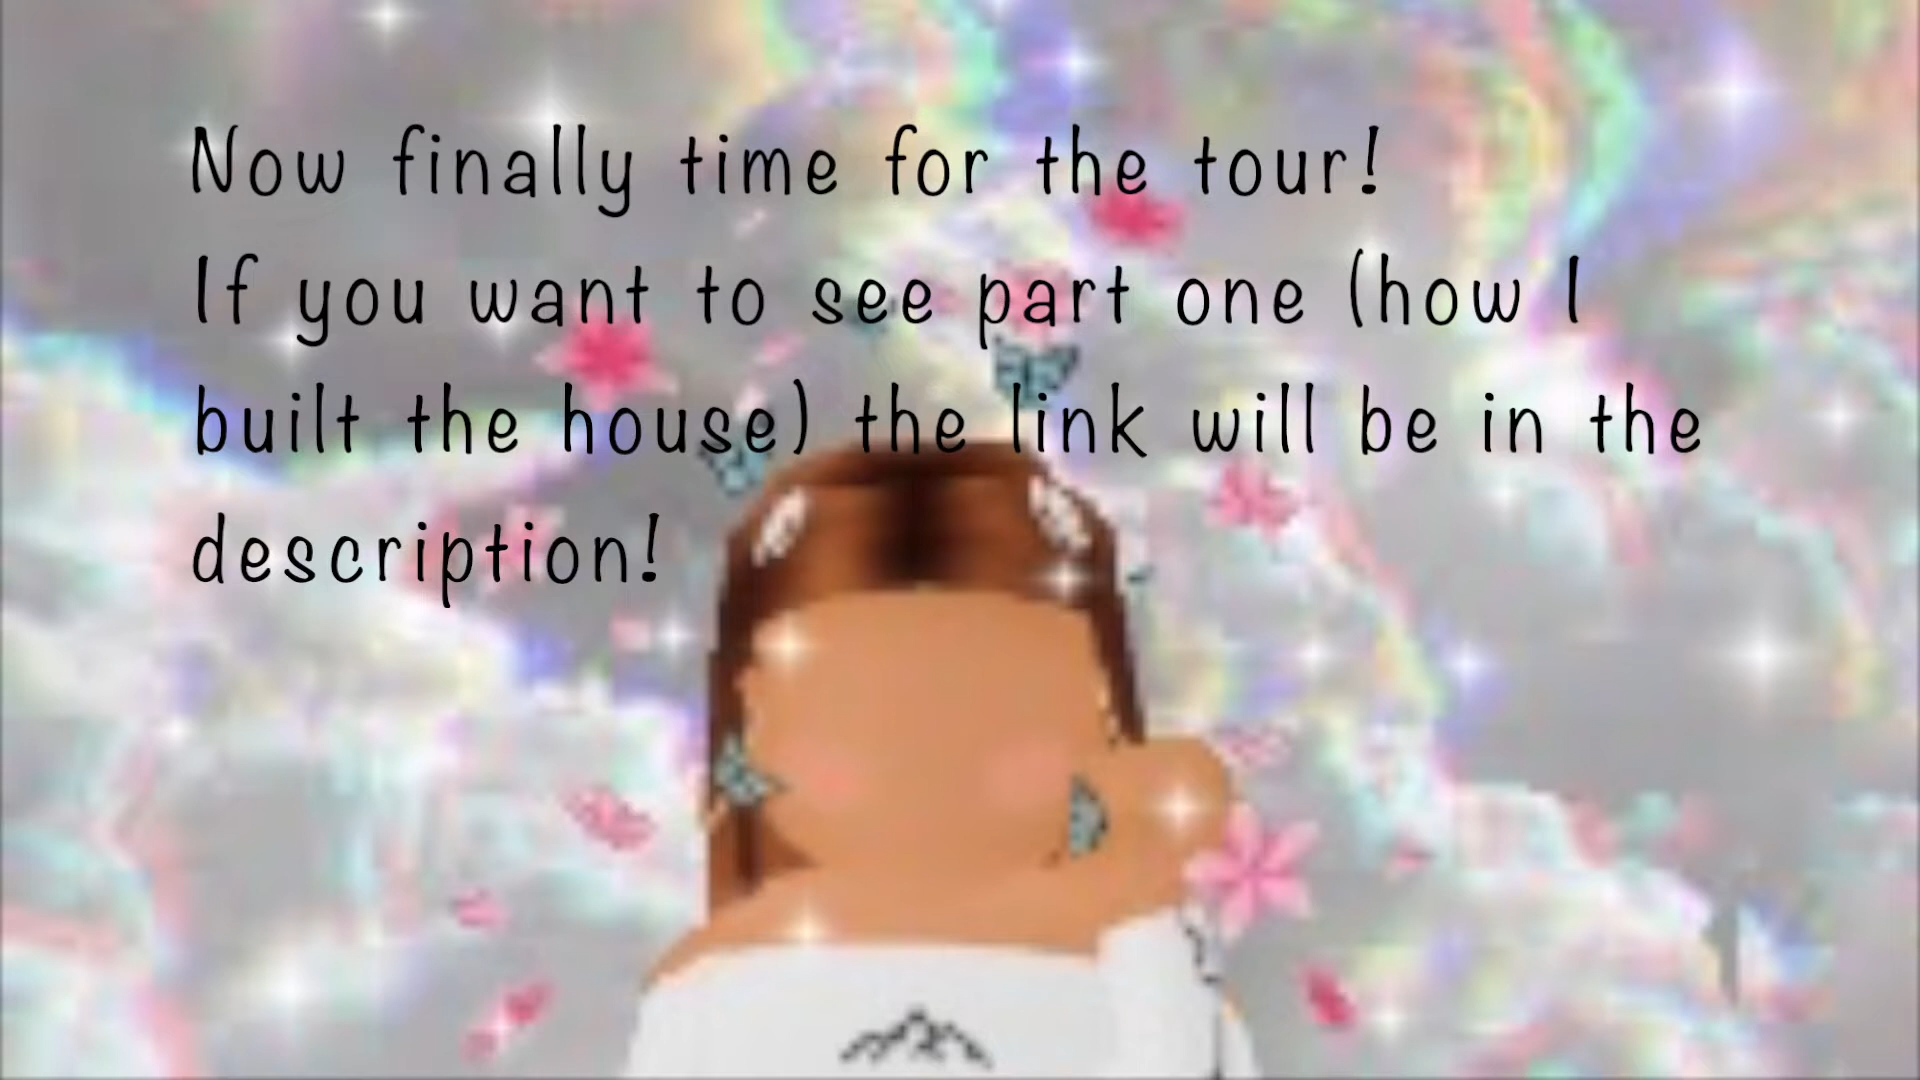 Now finally time for the tour!
If you want to see part one (how I
built the house) the link will be in the
description!